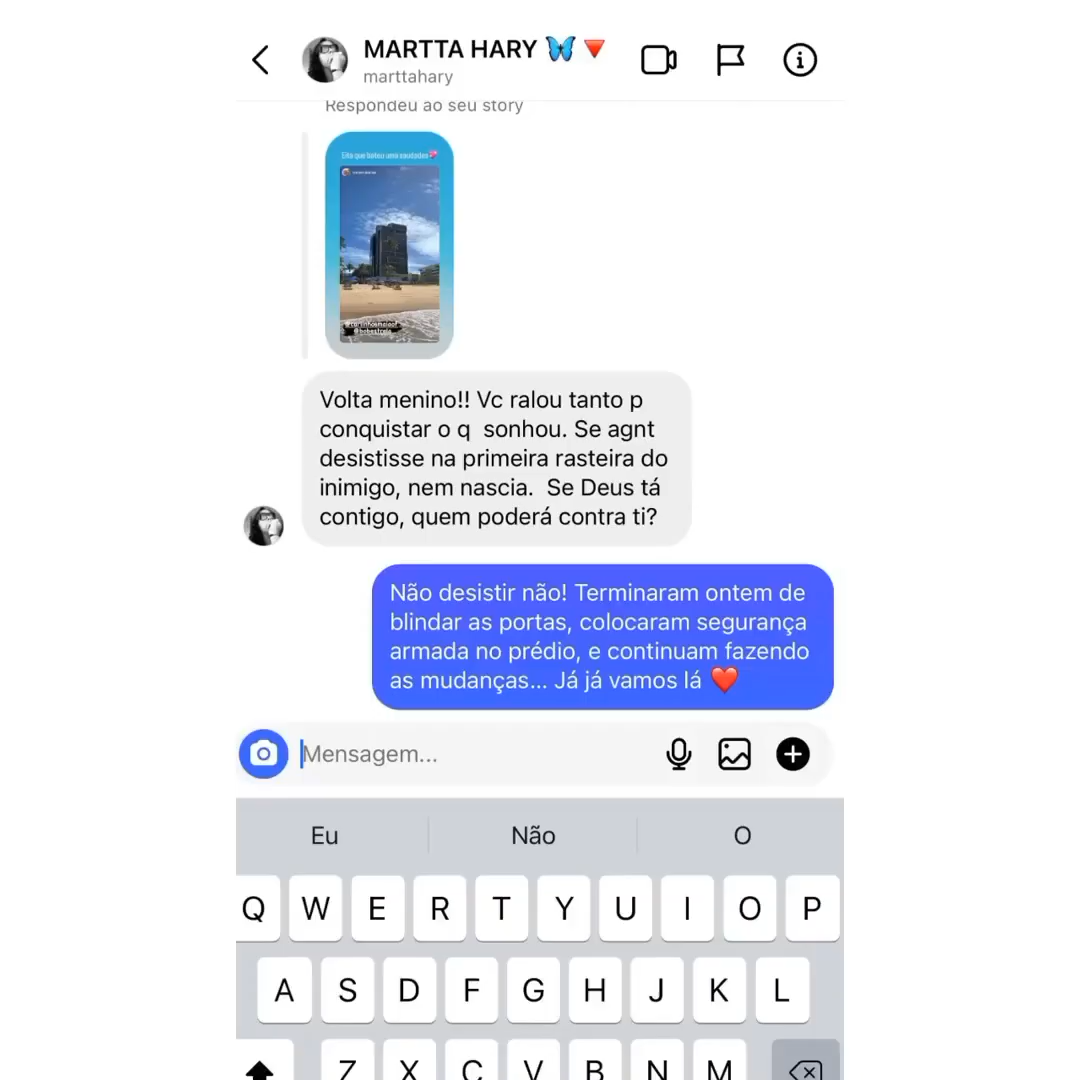 MARTTA HARY
marttahary
Respondeu ao seu story
Volta menino!! Vc ralou tanto p
conquistar o q sonhou. Se agnt
desistisse na primeira rasteira do
inimigo, nem nascia. Se Deus tá
contigo, quem poderá contra ti?
Não desistir não! Terminaram ontem de
blindar as portas, colocaram segurança
armada no prédio, e continuam fazendo
as mudanças... Já já vamos lá ❤️
Mensagem...
Eu Não O
Q W E R T Y U I O P
A S D F G H J K L
Z X C V B N M